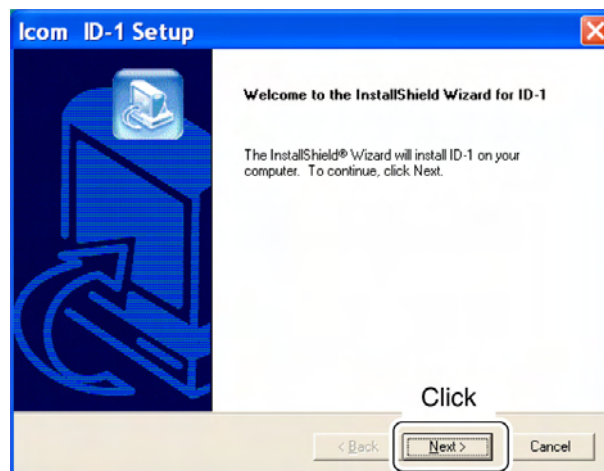 Icom ID-1 Setup
Welcome to the InstallShield Wizard for ID-1
The InstallShield® Wizard will install ID-1 on your
computer. To continue, click Next.
Click
< Back
Next >
Cancel